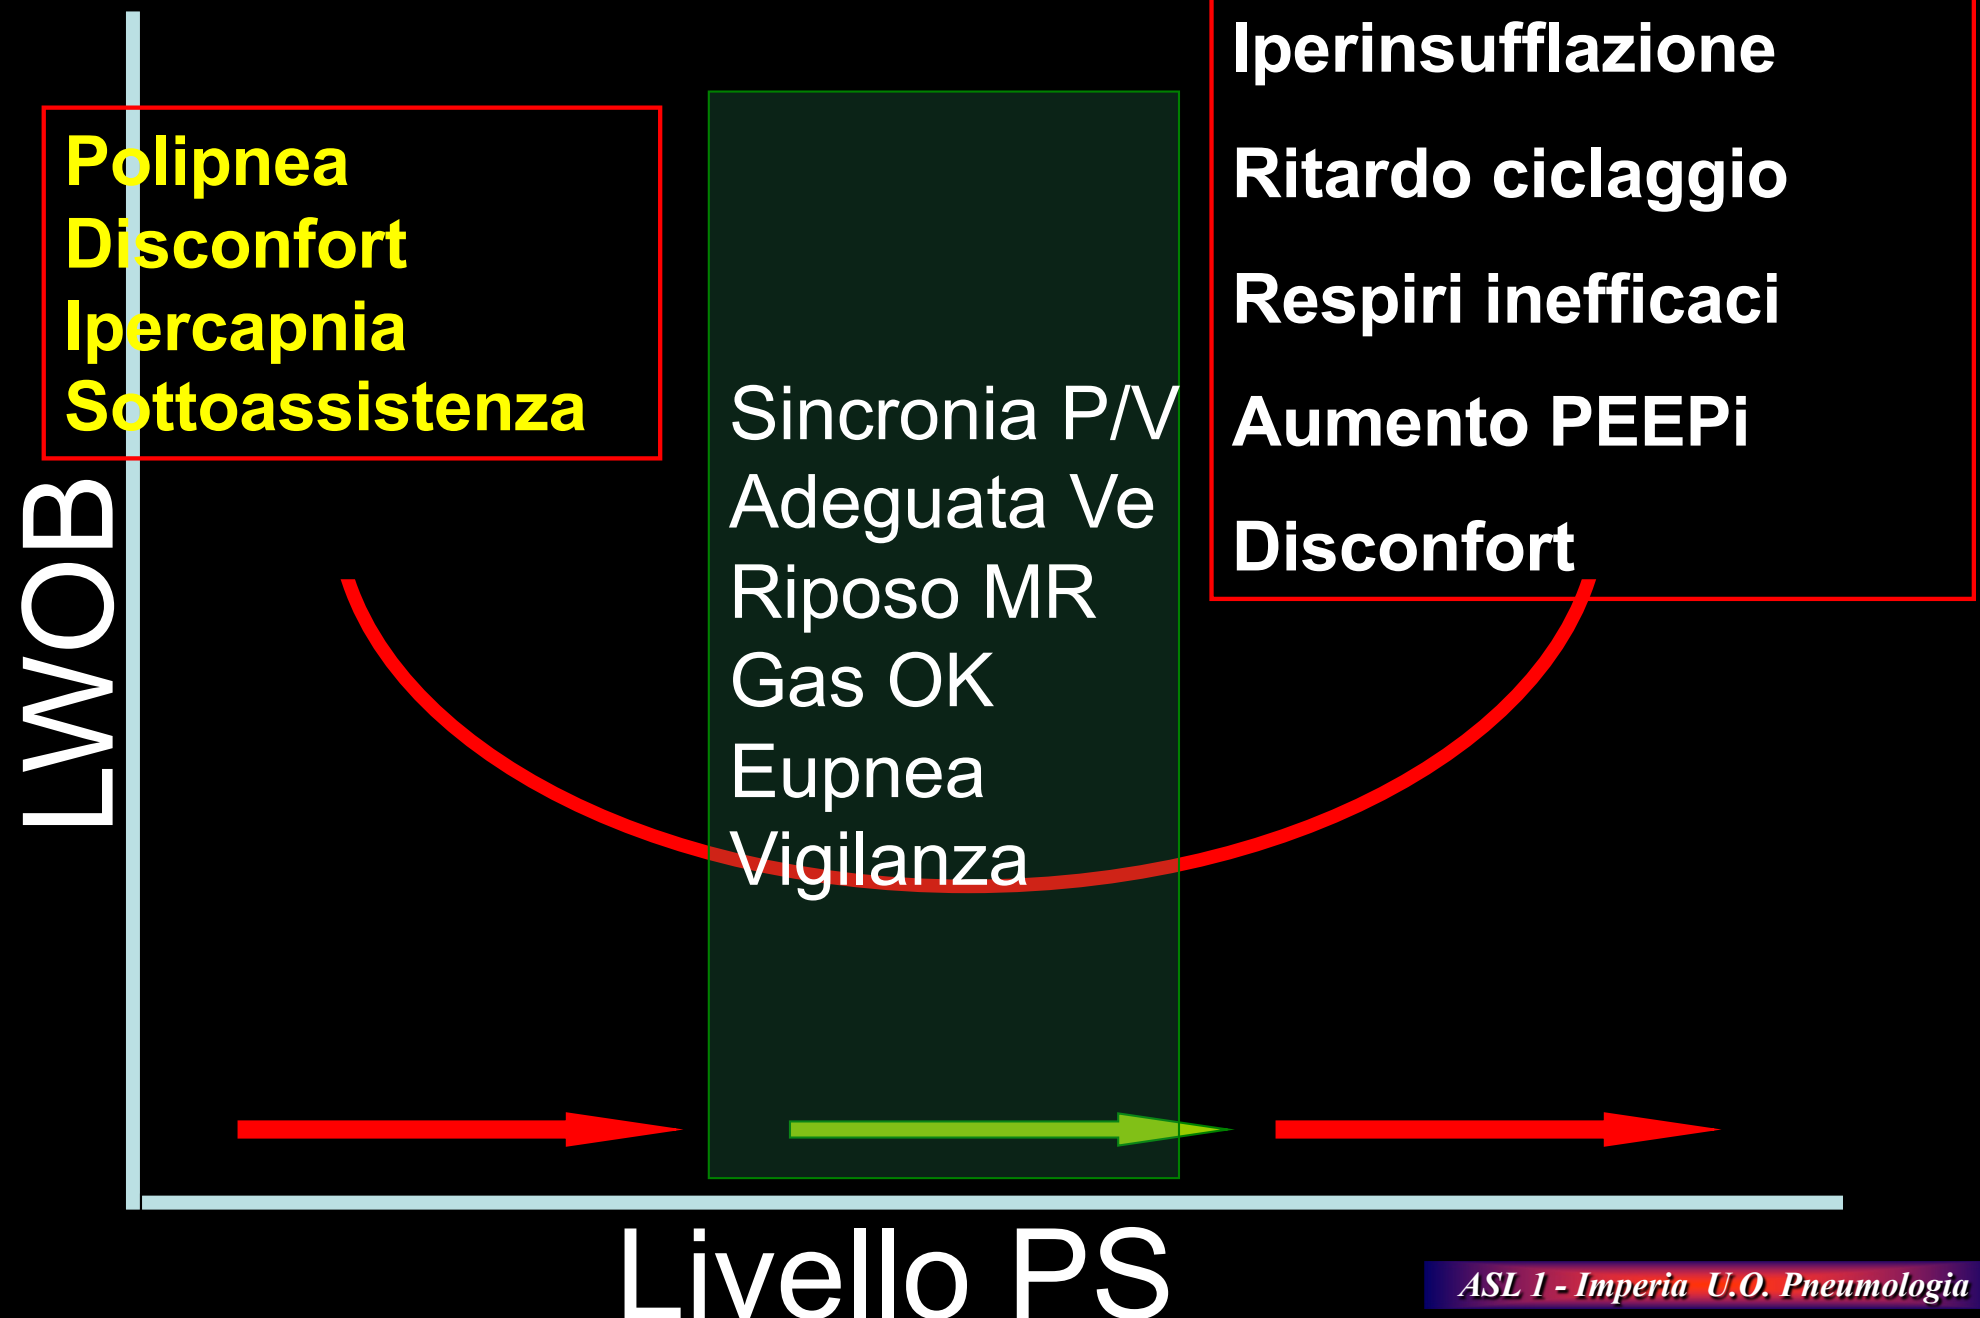 Polipnea
Disconfort
Ipercapnia
Sottoassistenza
Sincronia P/V
Adeguata Ve
Riposo MR
Gas OK
Eupnea
Vigilanza
Iperinsufflazione
Ritardo ciclaggio
Respiri inefficaci
Aumento PEEPi
Disconfort
LWOB
Livello PS
ASL 1 - Imperia U.O. Pneumologia